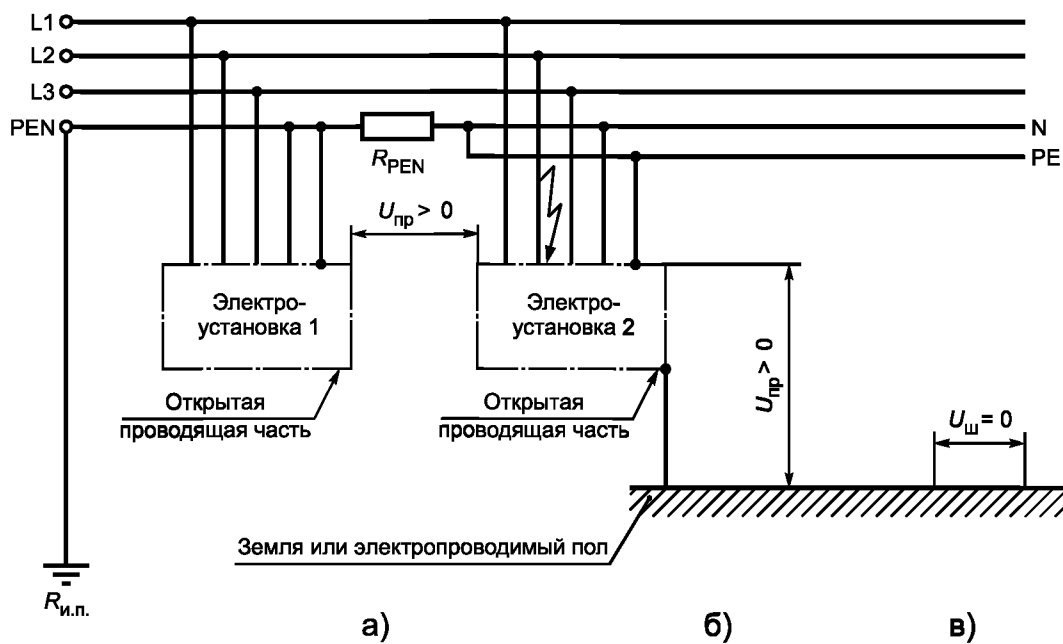 L1
L2
L3
PEN
N
PE
R_PEN
U_пр > 0
U_пр > 0
U_ш = 0
Электро-
установка 1
Электро-
установка 2
Открытая
проводящая часть
Открытая
проводящая часть
Земля или электропроводимый пол
R_и.п.
а)
б)
в)